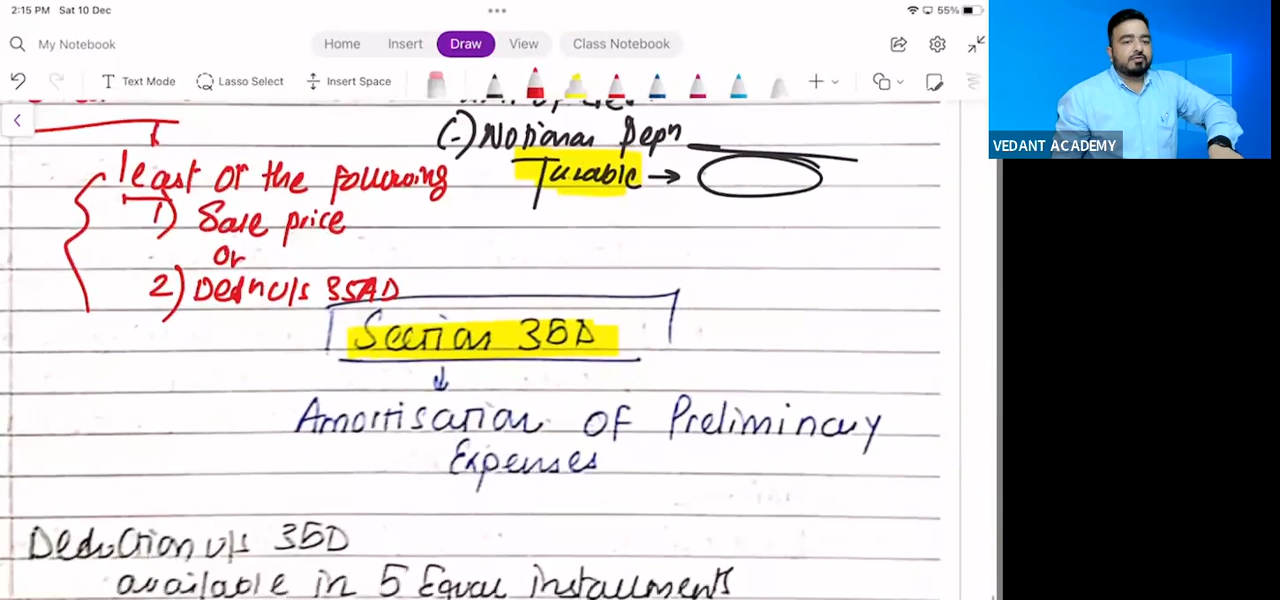 2:15 PM Sat 10 Dec
55%
My Notebook
Home Insert Draw View Class Notebook
Text Mode Lasso Select Insert Space
(-) Notional Depn
Taxable →
least of the following
1) Sale price
or
2) Dedn u/s 35AD
Section 35D
Amortisation of Preliminary
Expenses
Deduction u/s 35D
available in 5 Equal installments
VEDANT ACADEMY